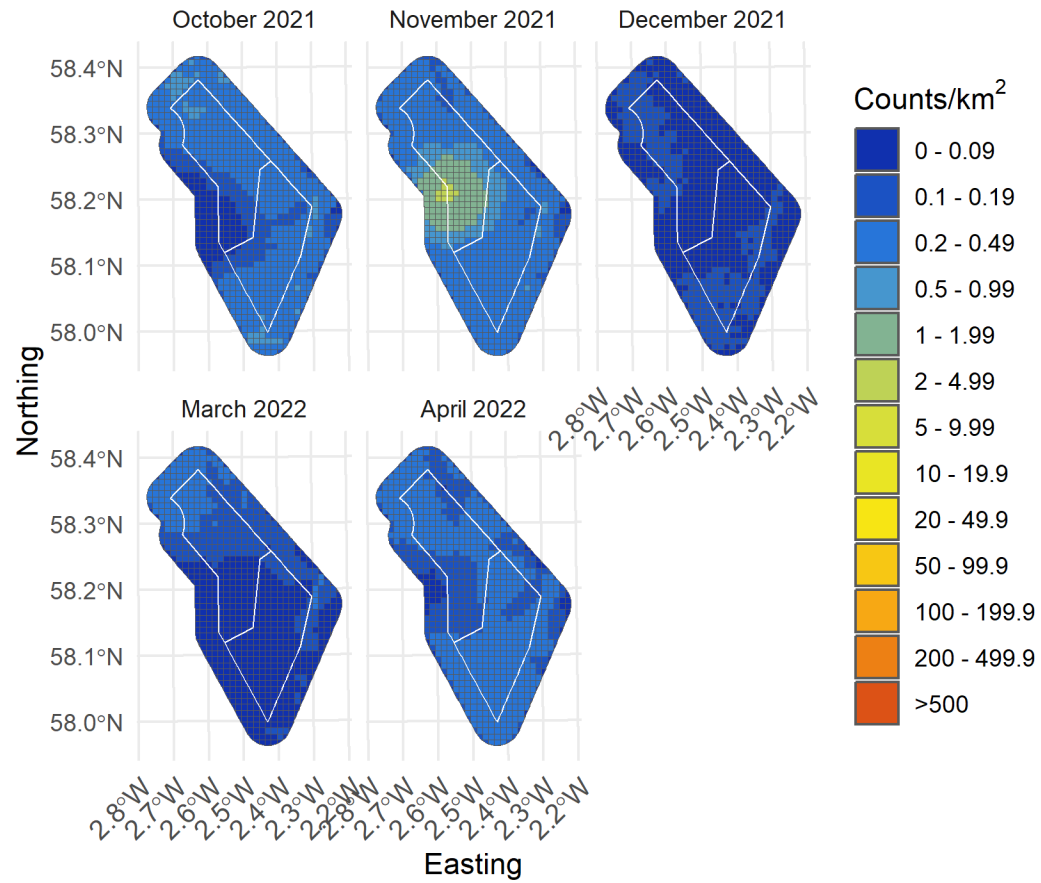 October 2021
November 2021
December 2021
58.4°N
58.3°N
58.2°N
58.1°N
58.0°N
2.8°W
2.7°W
2.6°W
2.5°W
2.4°W
2.3°W
2.2°W
March 2022
April 2022
58.4°N
58.3°N
58.2°N
58.1°N
58.0°N
2.8°W
2.7°W
2.6°W
2.5°W
2.4°W
2.3°W
2.2°W
2.8°W
2.7°W
2.6°W
2.5°W
2.4°W
2.3°W
2.2°W
Northing
Easting
Counts/km²
0 - 0.09
0.1 - 0.19
0.2 - 0.49
0.5 - 0.99
1 - 1.99
2 - 4.99
5 - 9.99
10 - 19.9
20 - 49.9
50 - 99.9
100 - 199.9
200 - 499.9
>500